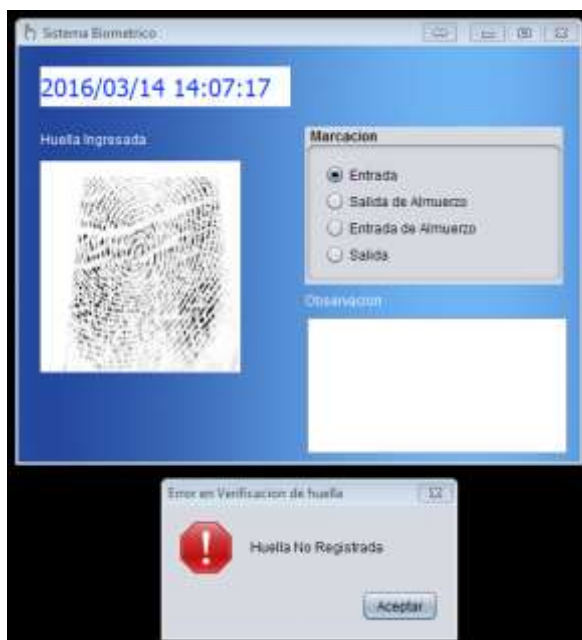 Sistema Biometrico
2016/03/14 14:07:17
Huella Ingresada
Marcacion
Entrada
Salida de Almuerzo
Entrada de Almuerzo
Salida
Observacion
Error en Verificacion de huella
Huella No Registrada
Aceptar